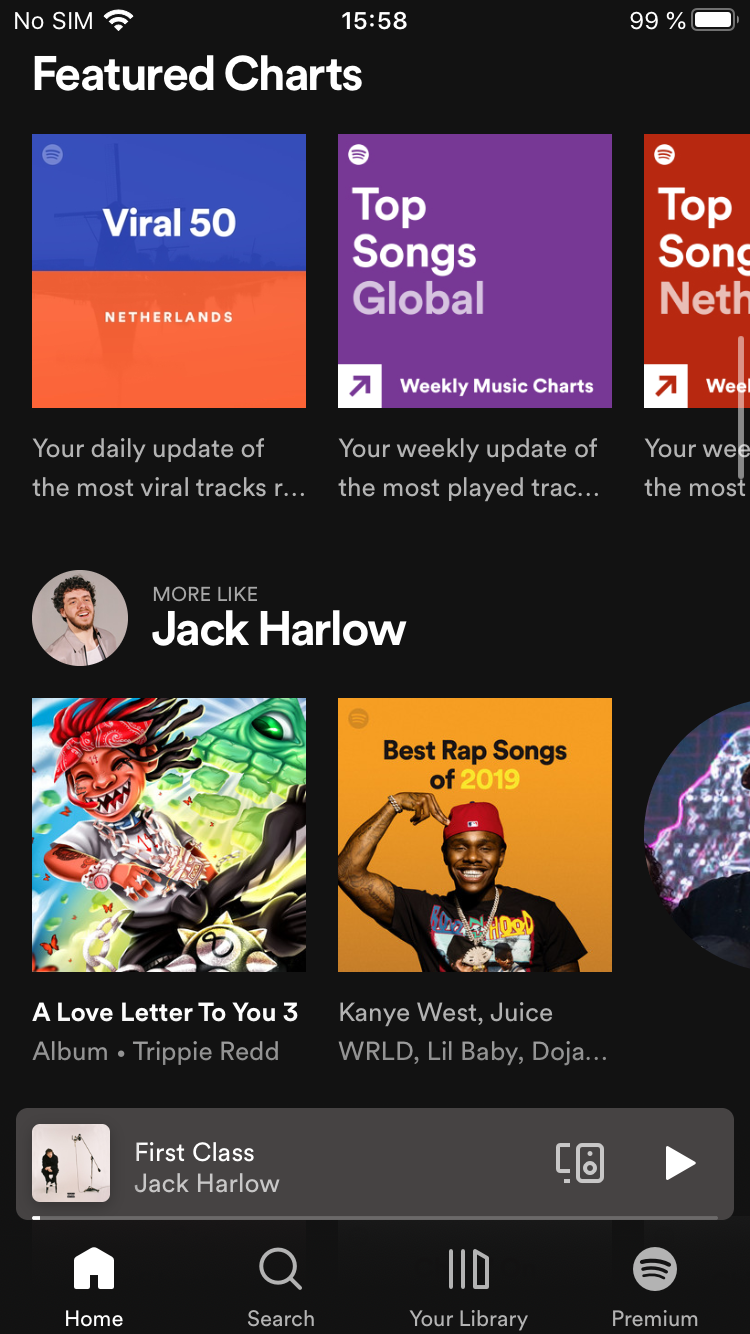 No SIM 15:58 99 %
Featured Charts
Viral 50
NETHERLANDS
Top
Songs
Global
Weekly Music Charts
Top
Song
Neth
Week
Your daily update of
the most viral tracks r…
Your weekly update of
the most played trac…
Your wee
the most
MORE LIKE
Jack Harlow
Best Rap Songs
of 2019
A Love Letter To You 3
Album • Trippie Redd
Kanye West, Juice
WRLD, Lil Baby, Doja…
First Class
Jack Harlow
Home
Search
Your Library
Premium